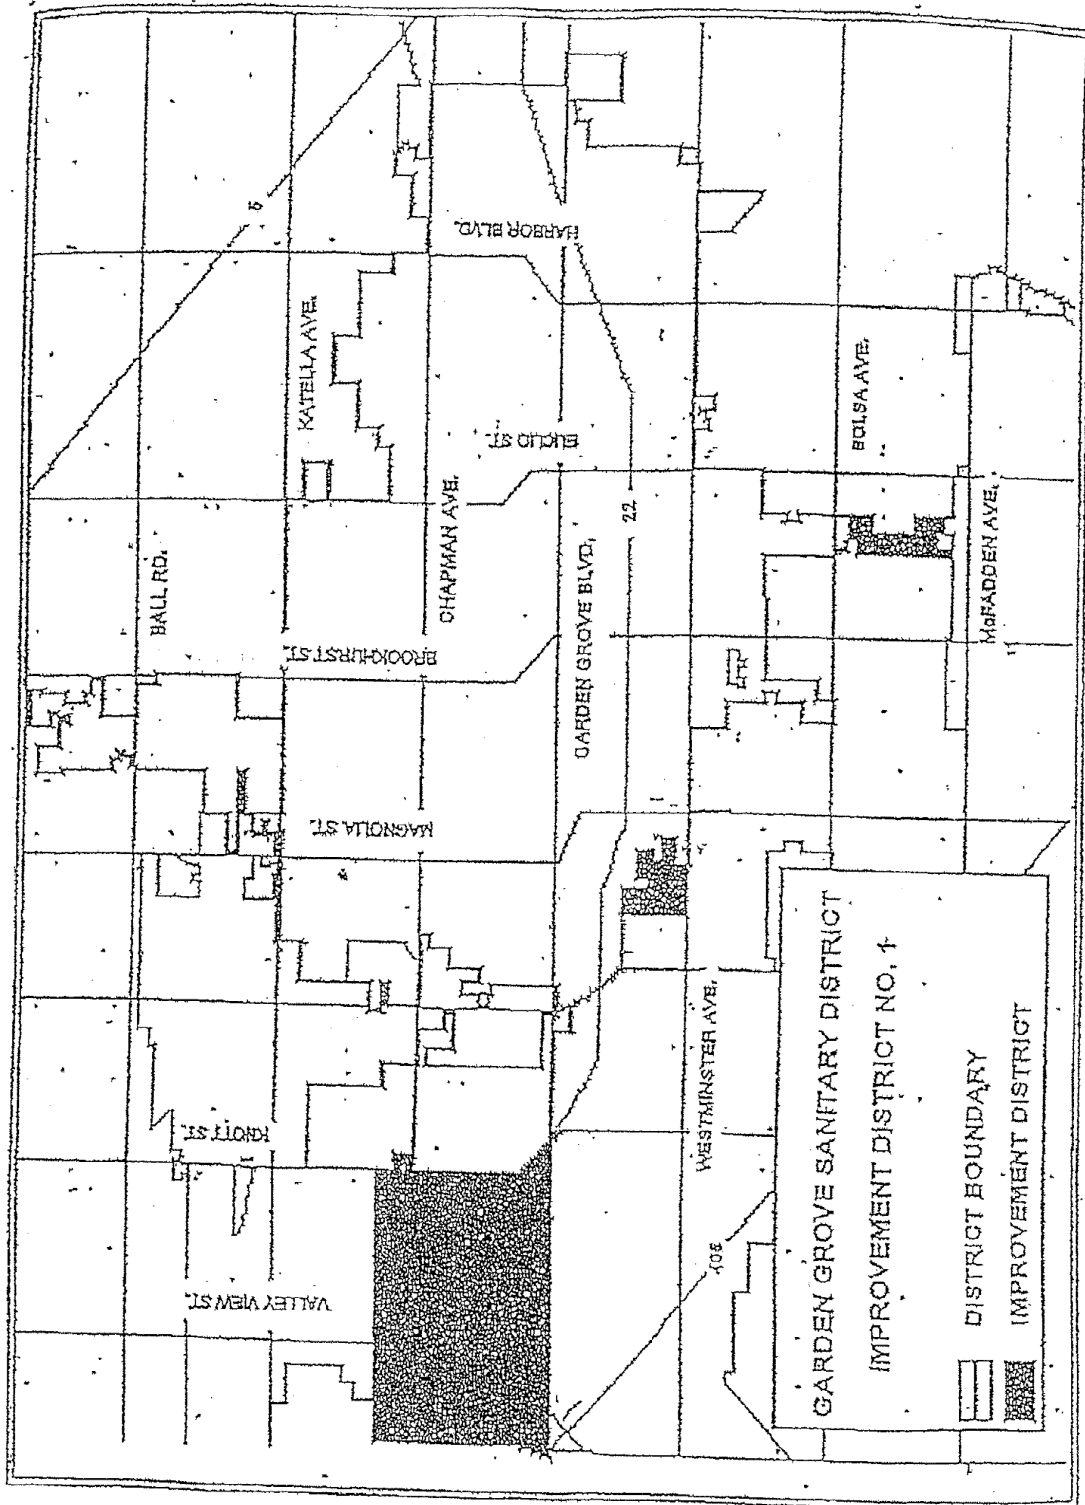 BALL RD.
KATELLA AVE.
CHAPMAN AVE.
GARDEN GROVE BLVD.
WESTMINSTER AVE.
BOLSA AVE.
McFADDEN AVE.
VALLEY VIEW ST.
KNOTT ST.
MAGNOLIA ST.
BROOKHURST ST.
EUCLID ST.
HARBOR BLVD.
5
22
GARDEN GROVE SANITARY DISTRICT
IMPROVEMENT DISTRICT NO. 1
DISTRICT BOUNDARY
IMPROVEMENT DISTRICT